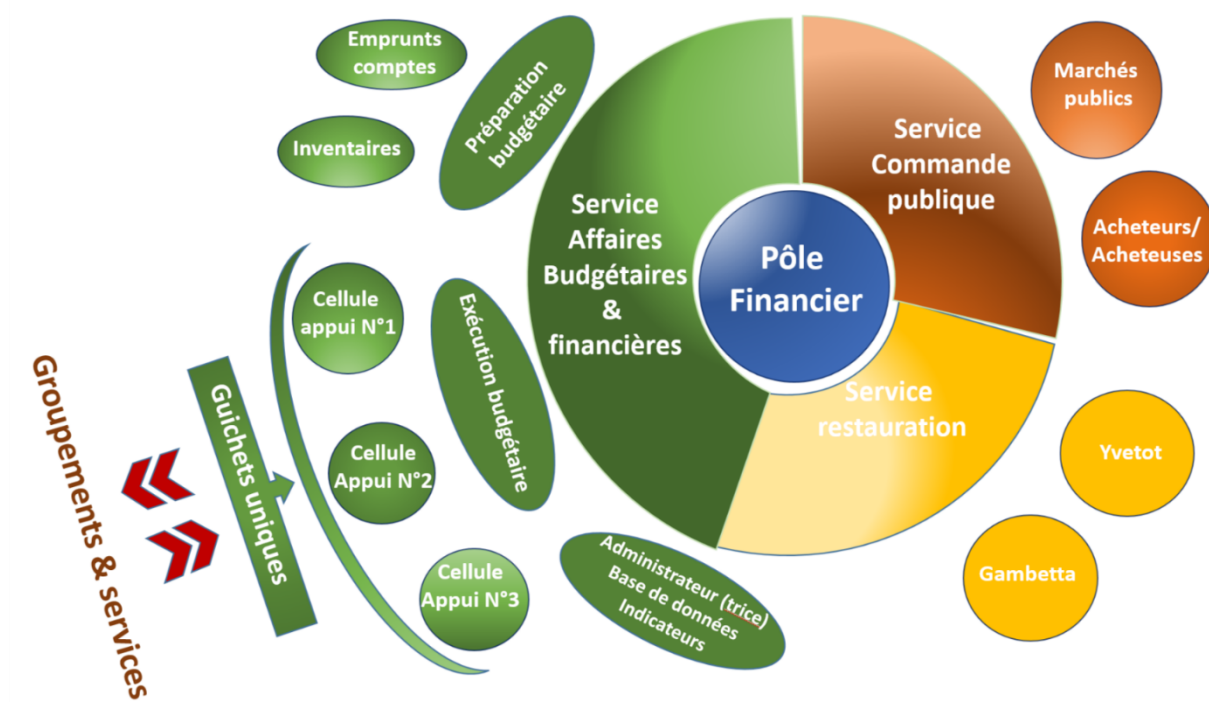 Emprunts
comptes
Inventaires
Préparation
budgétaire
Service
Affaires
Budgétaires
&
financières
Pôle
Financier
Service
Commande
publique
Marchés
publics
Acheteurs/
Acheteuses
Service
restauration
Yvetot
Gambetta
Cellule
appui N°1
Cellule
Appui N°2
Cellule
Appui N°3
Exécution budgétaire
Administrateur (trice)
Base de données
Indicateurs
Guichets uniques
Groupements & services